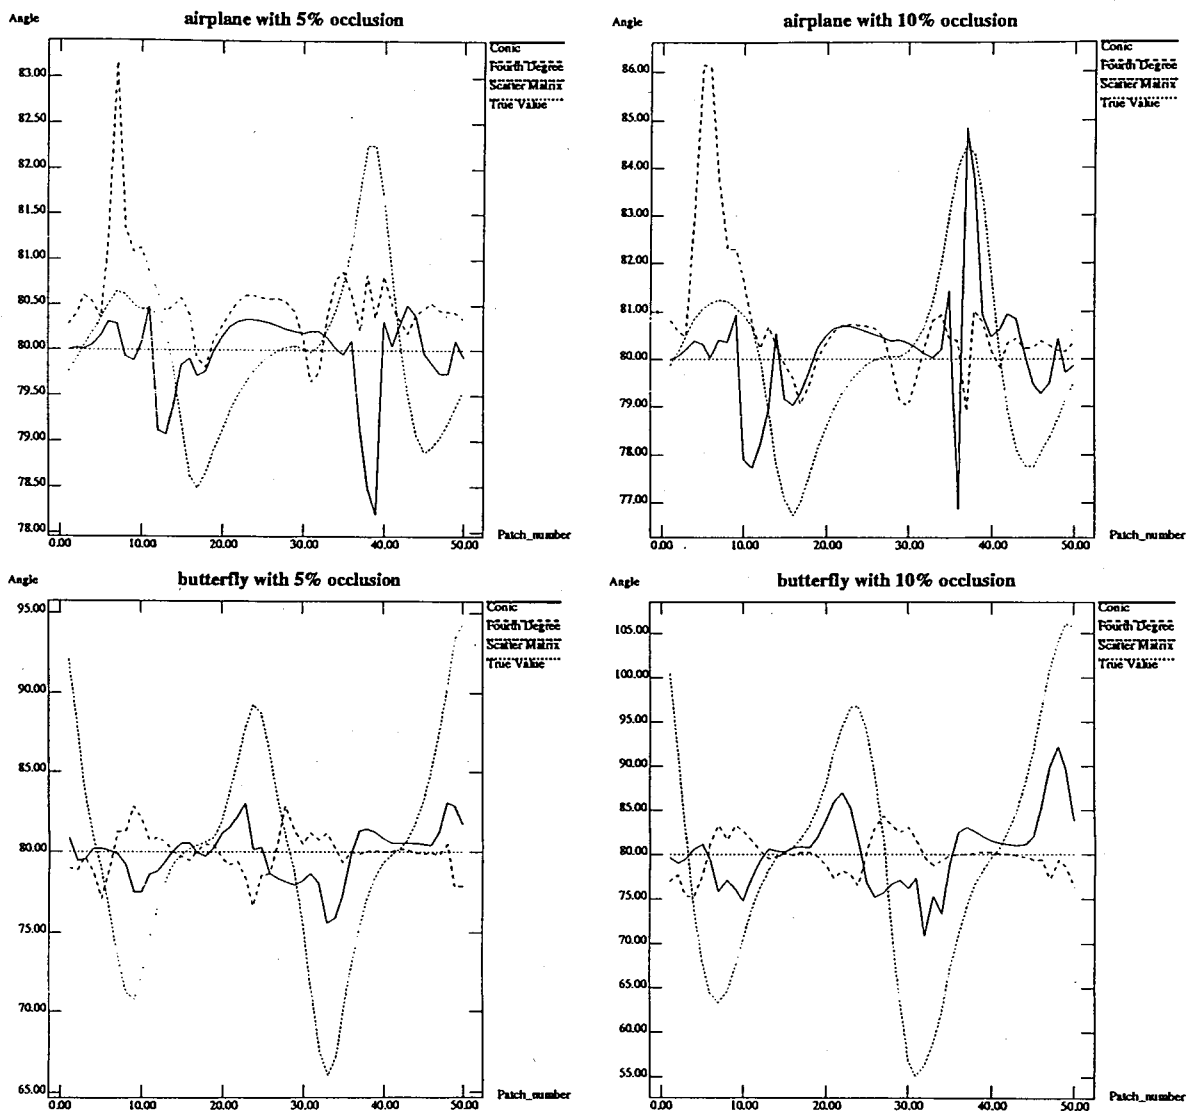 airplane with 5% occlusion
Angle
83.00
82.50
82.00
81.50
81.00
80.50
80.00
79.50
79.00
78.50
78.00
0.00 10.00 20.00 30.00 40.00 50.00
Patch_number
Conic
Fourth Degree
Scatter Matrix
True Value
airplane with 10% occlusion
Angle
86.00
85.00
84.00
83.00
82.00
81.00
80.00
79.00
78.00
77.00
0.00 10.00 20.00 30.00 40.00 50.00
Patch_number
Conic
Fourth Degree
Scatter Matrix
True Value
butterfly with 5% occlusion
Angle
95.00
90.00
85.00
80.00
75.00
70.00
65.00
0.00 10.00 20.00 30.00 40.00 50.00
Patch_number
Conic
Fourth Degree
Scatter Matrix
True Value
butterfly with 10% occlusion
Angle
105.00
100.00
95.00
90.00
85.00
80.00
75.00
70.00
65.00
60.00
55.00
0.00 10.00 20.00 30.00 40.00 50.00
Patch_number
Conic
Fourth Degree
Scatter Matrix
True Value